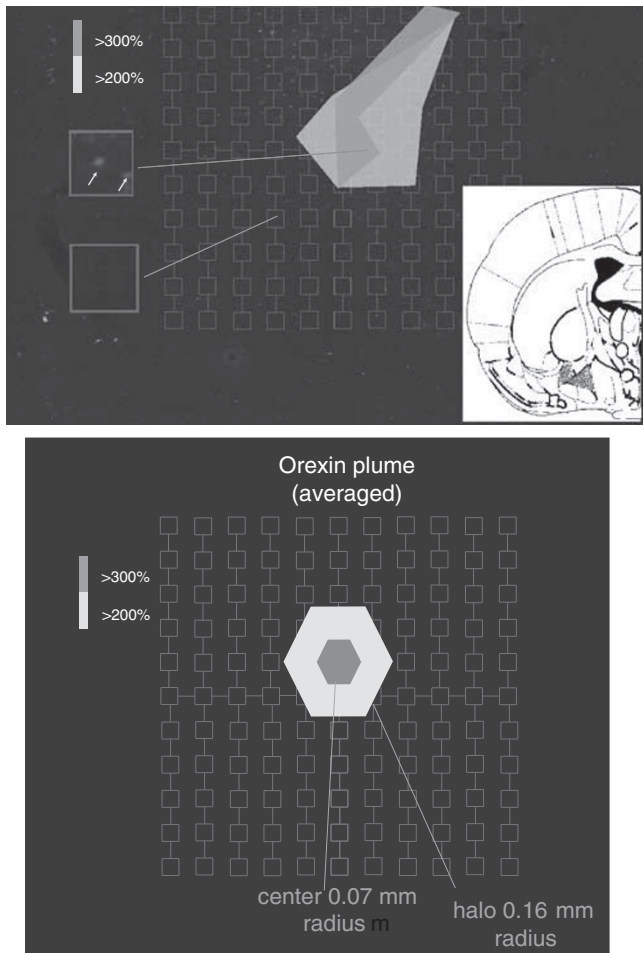 >300%
>200%
Orexin plume
(averaged)
>300%
>200%
center 0.07 mm
radius m
halo 0.16 mm
radius